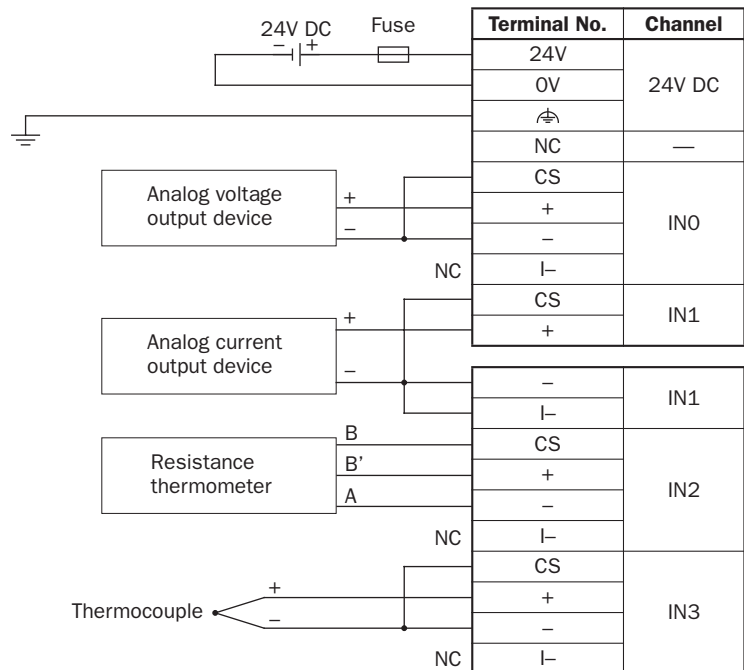 24V DC
– +
Fuse
Terminal No. Channel
24V
0V
24V DC
NC —
Analog voltage
output device
+
–
NC
CS
+
–
I–
IN0
Analog current
output device
+
–
CS
+
IN1
–
I–
IN1
Resistance
thermometer
B
B’
A
NC
CS
+
–
I–
IN2
Thermocouple
+
–
NC
CS
+
–
I–
IN3